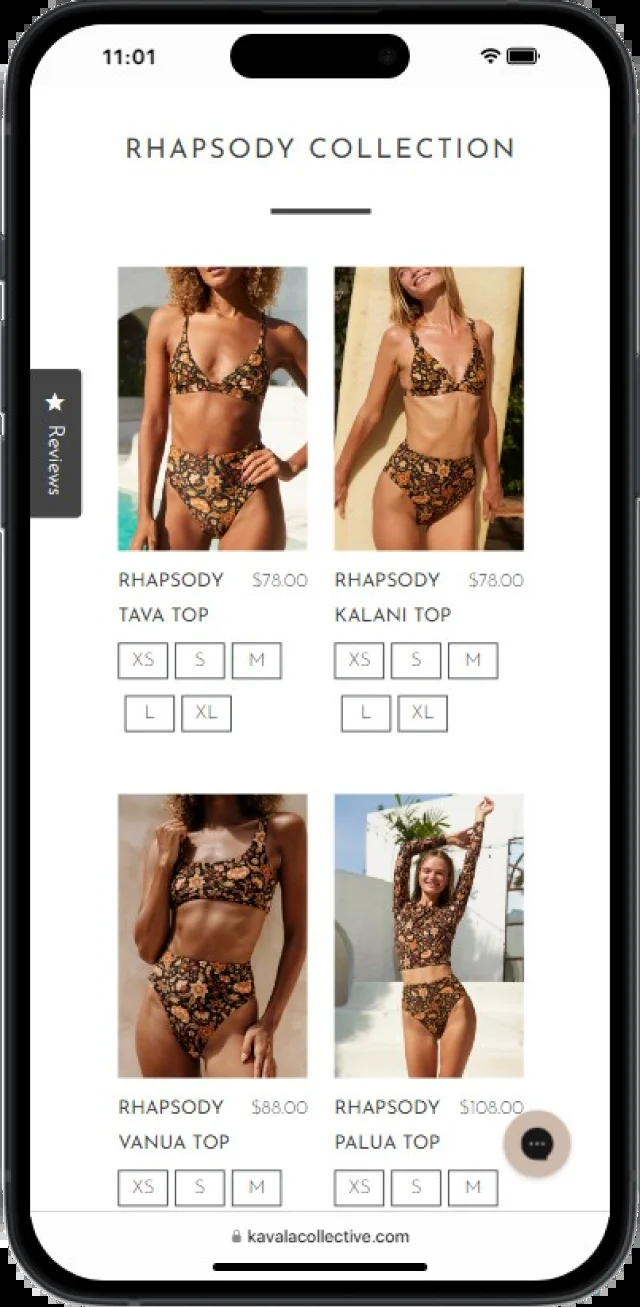 11:01
RHAPSODY COLLECTION
Reviews
RHAPSODY $78.00
TAVA TOP
XS S M
L XL
RHAPSODY $78.00
KALANI TOP
XS S M
L XL
RHAPSODY $88.00
VANUA TOP
XS S M
RHAPSODY $108.00
PALUA TOP
XS S M
kavalacollective.com